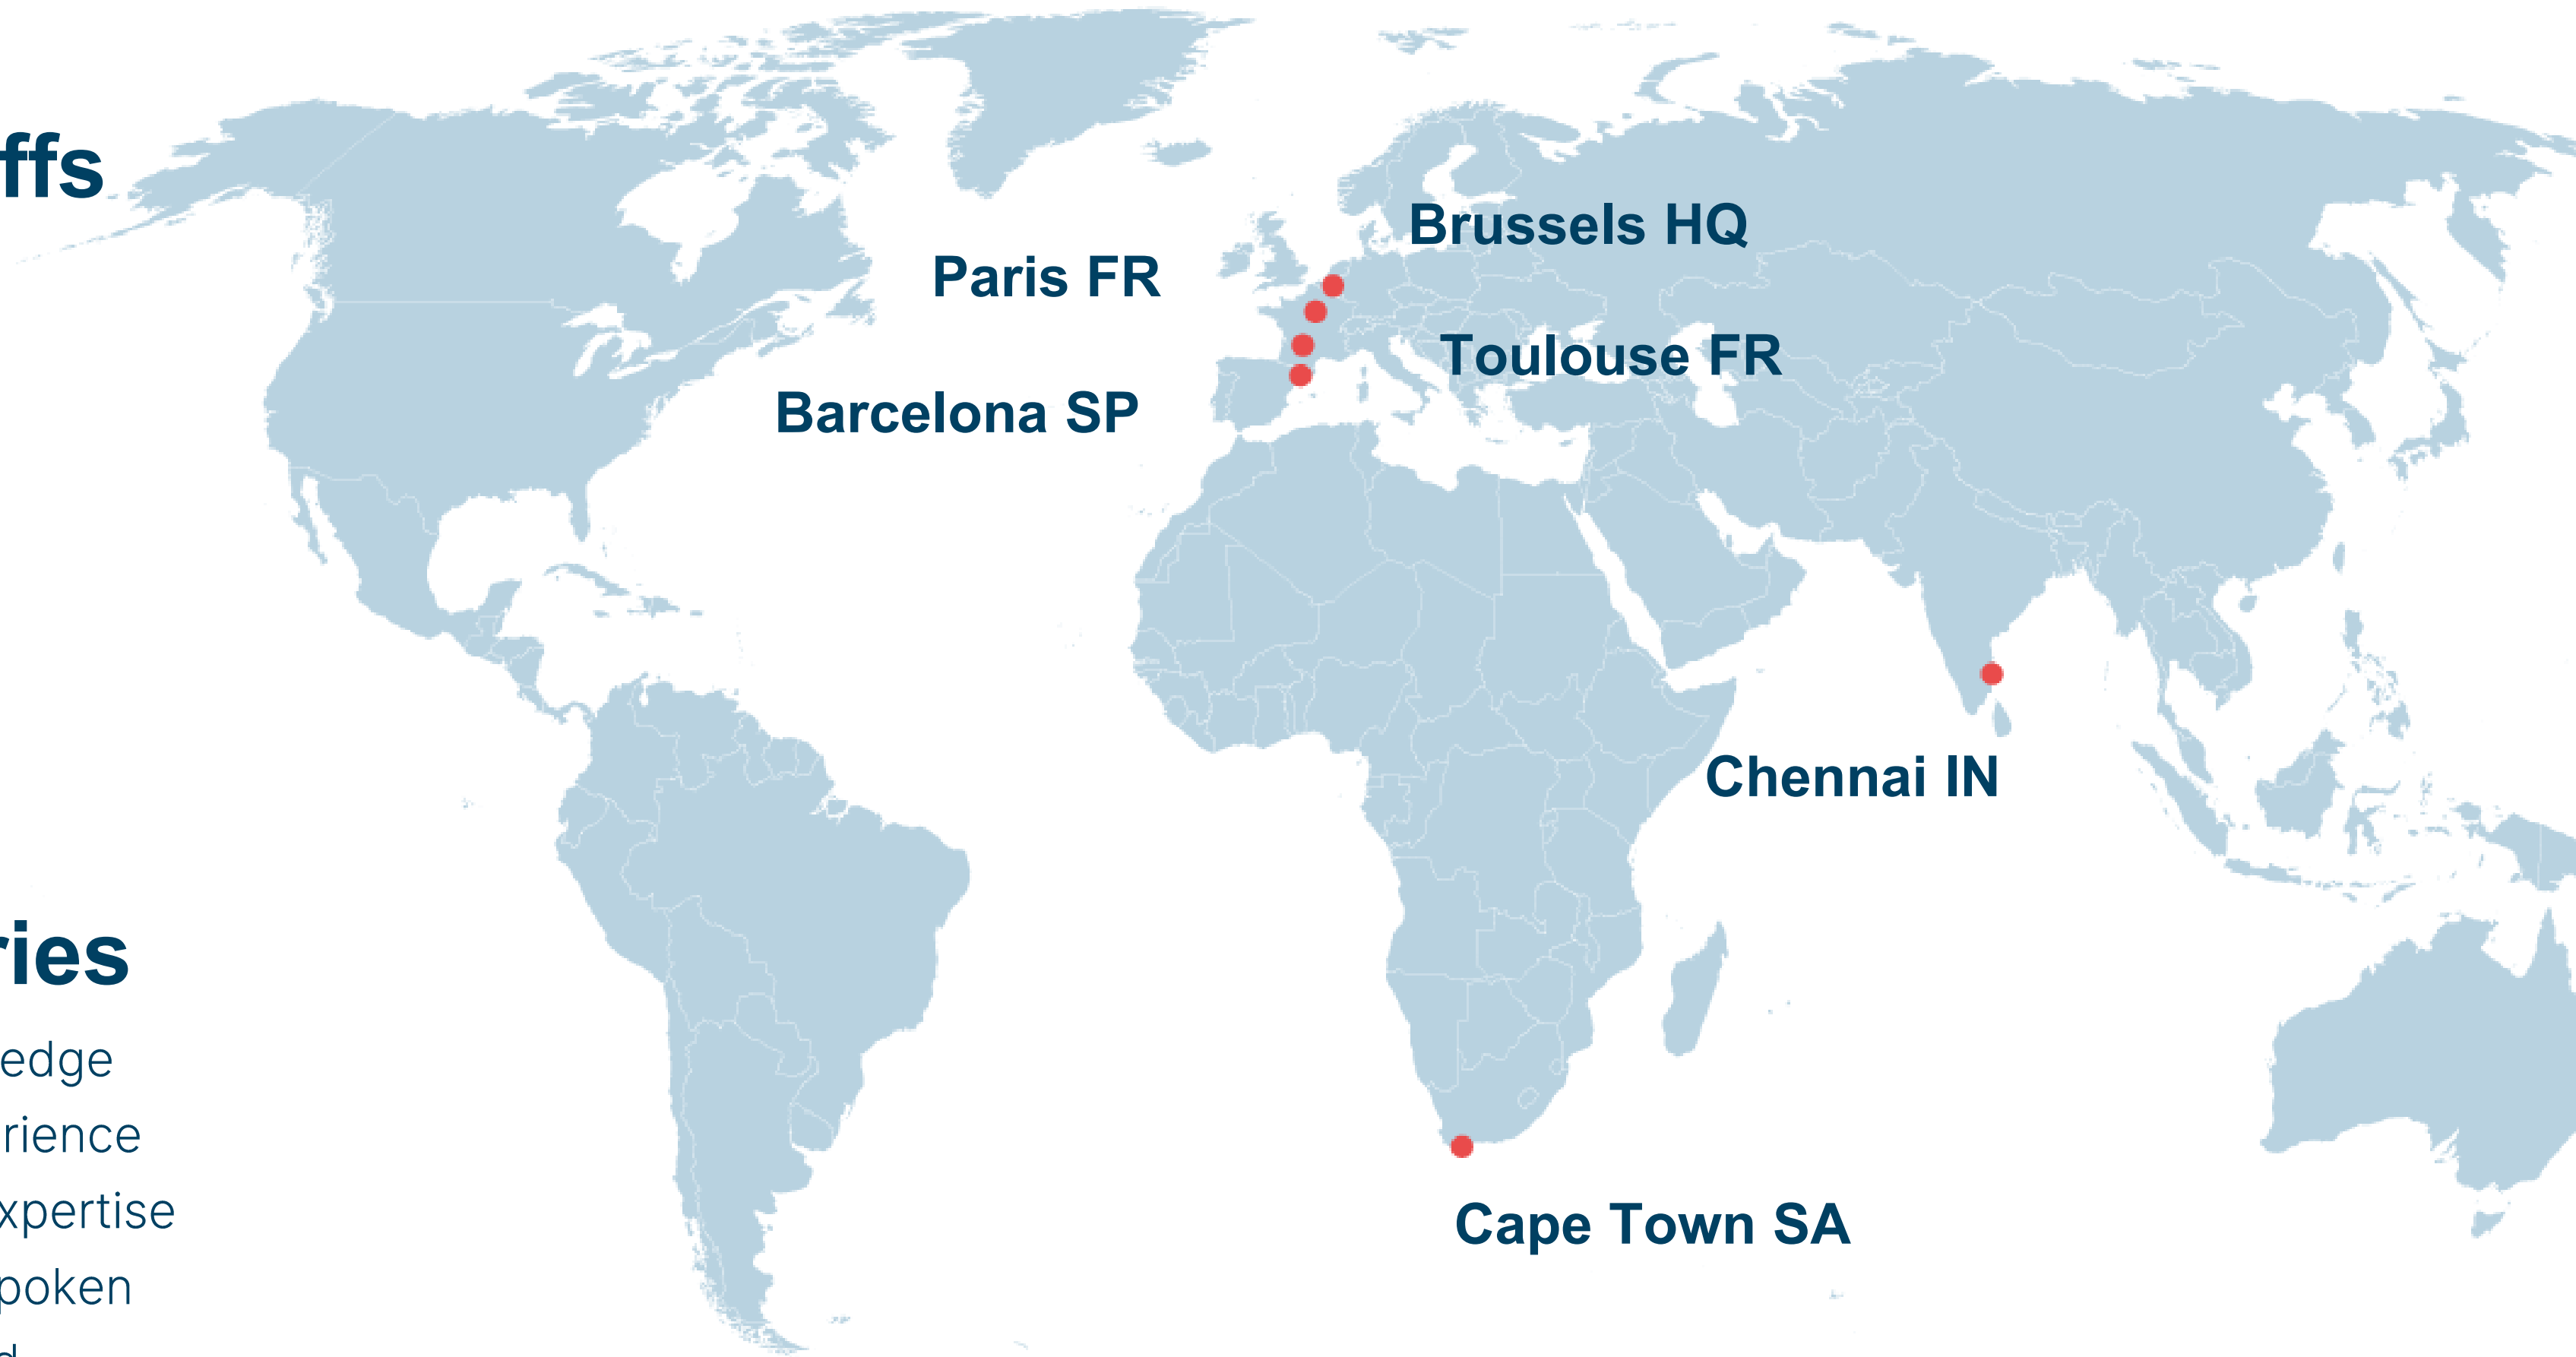 ffs
Brussels HQ
Paris FR
Toulouse FR
Barcelona SP
Chennai IN
ries
edge
rience
xpertise
Cape Town SA
poken